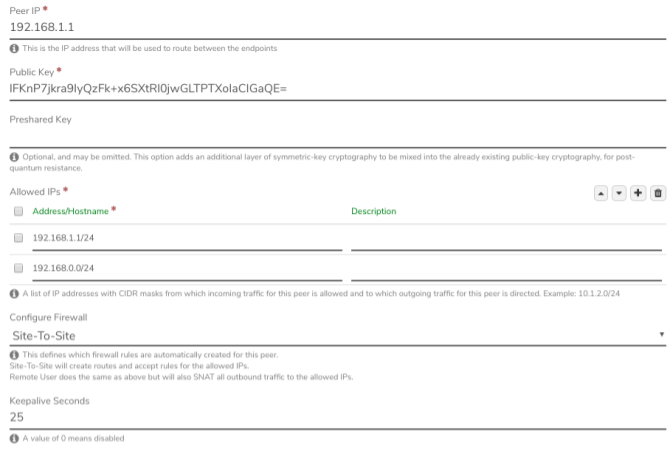 Peer IP *
192.168.1.1
This is the IP address that will be used to route between the endpoints
Public Key *
lFKnP7jkra9lyQzFk+x6SXtRl0jwGLTPTXolaClGaQE=
Preshared Key
Optional, and may be omitted. This option adds an additional layer of symmetric-key cryptography to be mixed into the already existing public-key cryptography, for post-
quantum resistance.
Allowed IPs *
Address/Hostname * Description
192.168.1.1/24
192.168.0.0/24
A list of IP addresses with CIDR masks from which incoming traffic for this peer is allowed and to which outgoing traffic for this peer is directed. Example: 10.1.2.0/24
Configure Firewall
Site-To-Site
This defines which firewall rules are automatically created for this peer.
Site-To-Site will create routes and accept rules for the allowed IPs.
Remote User does the same as above but will also SNAT all outbound traffic to the allowed IPs.
Keepalive Seconds
25
A value of 0 means disabled